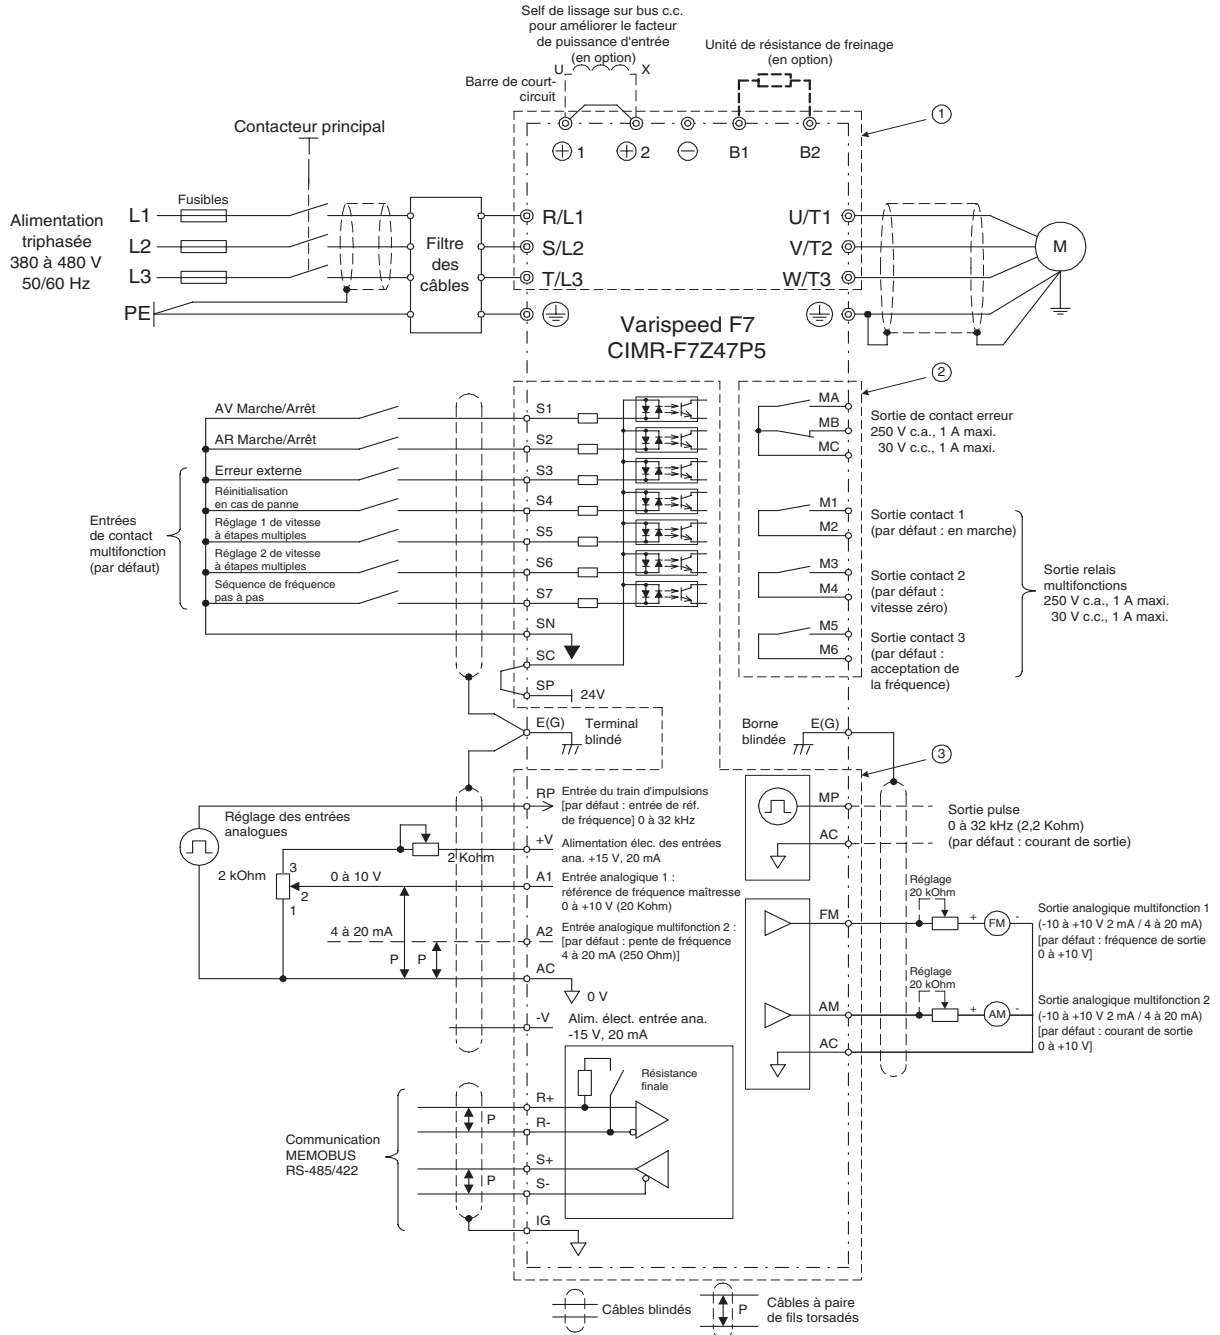 Self de lissage sur bus c.c.
pour améliorer le facteur
de puissance d'entrée
(en option)
U
X
Unité de résistance de freinage
(en option)
Barre de court-
circuit
1
Contacteur principal
1
2
B1
B2
Fusibles
Alimentation
triphasée
380 à 480 V
50/60 Hz
L1
L2
L3
PE
Filtre
des
câbles
R/L1
S/L2
T/L3
U/T1
V/T2
W/T3
M
Varispeed F7
CIMR-F7Z47P5
2
AV Marche/Arrêt
S1
AR Marche/Arrêt
S2
Erreur externe
S3
Réinitialisation
en cas de panne
S4
Réglage 1 de vitesse
à étapes multiples
S5
Réglage 2 de vitesse
à étapes multiples
S6
Séquence de fréquence
pas à pas
S7
Entrées
de contact
multifonction
(par défaut)
SN
SC
SP
24V
MA
MB
MC
Sortie de contact erreur
250 V c.a., 1 A maxi.
30 V c.c., 1 A maxi.
M1
M2
Sortie contact 1
(par défaut : en marche)
M3
M4
Sortie contact 2
(par défaut :
vitesse zéro)
M5
M6
Sortie contact 3
(par défaut :
acceptation de
la fréquence)
Sortie relais
multifonctions
250 V c.a., 1 A maxi.
30 V c.c., 1 A maxi.
E(G)
Terminal
blindé
Borne
blindée
E(G)
3
RP
Entrée du train d'impulsions
[par défaut : entrée de réf.
de fréquence] 0 à 32 kHz
Réglage des entrées
analogues
2 Kohm
+V
Alimentation élec. des entrées
ana. +15 V, 20 mA
2 kOhm
3
2
1
0 à 10 V
A1
Entrée analogique 1 :
référence de fréquence maîtresse
0 à +10 V (20 Kohm)
4 à 20 mA
P
P
A2
Entrée analogique multifonction 2 :
[par défaut : pente de fréquence
4 à 20 mA (250 Ohm)]
AC
0 V
-V
Alim. élect. entrée ana.
-15 V, 20 mA
MP
AC
Sortie pulse
0 à 32 kHz (2,2 Kohm)
(par défaut : courant de sortie)
Réglage
20 kOhm
FM
+
FM
-
Sortie analogique multifonction 1
(-10 à +10 V 2 mA / 4 à 20 mA)
[par défaut : fréquence de sortie
0 à +10 V]
Réglage
20 kOhm
AM
+
AM
-
Sortie analogique multifonction 2
(-10 à +10 V 2 mA / 4 à 20 mA)
[par défaut : courant de sortie
0 à +10 V]
AC
Résistance
finale
Communication
MEMOBUS
RS-485/422
P
R+
R-
P
S+
S-
IG
Câbles blindés
P
Câbles à paire
de fils torsadés